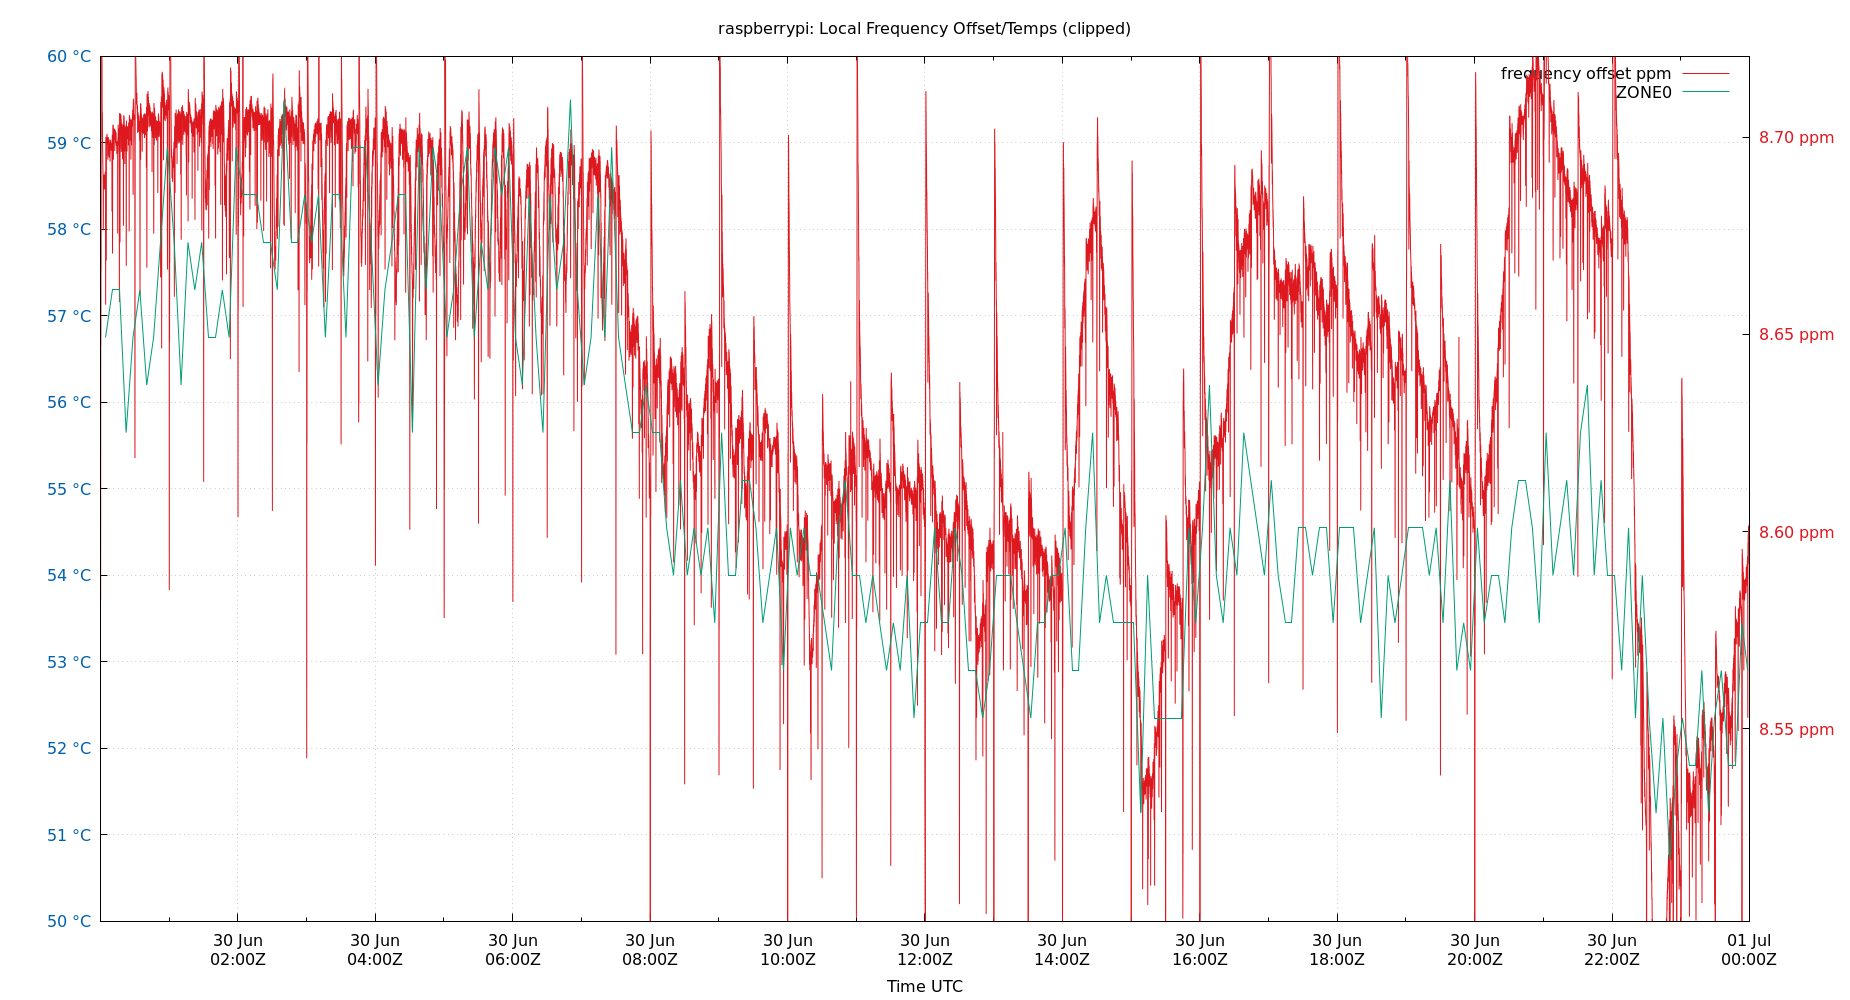 raspberrypi: Local Frequency Offset/Temps (clipped)
frequency offset ppm
ZONE0
60 °C
59 °C
58 °C
57 °C
56 °C
55 °C
54 °C
53 °C
52 °C
51 °C
50 °C
8.70 ppm
8.65 ppm
8.60 ppm
8.55 ppm
30 Jun 30 Jun 30 Jun 30 Jun 30 Jun 30 Jun 30 Jun 30 Jun 30 Jun 30 Jun 30 Jun 01 Jul
02:00Z 04:00Z 06:00Z 08:00Z 10:00Z 12:00Z 14:00Z 16:00Z 18:00Z 20:00Z 22:00Z 00:00Z
Time UTC